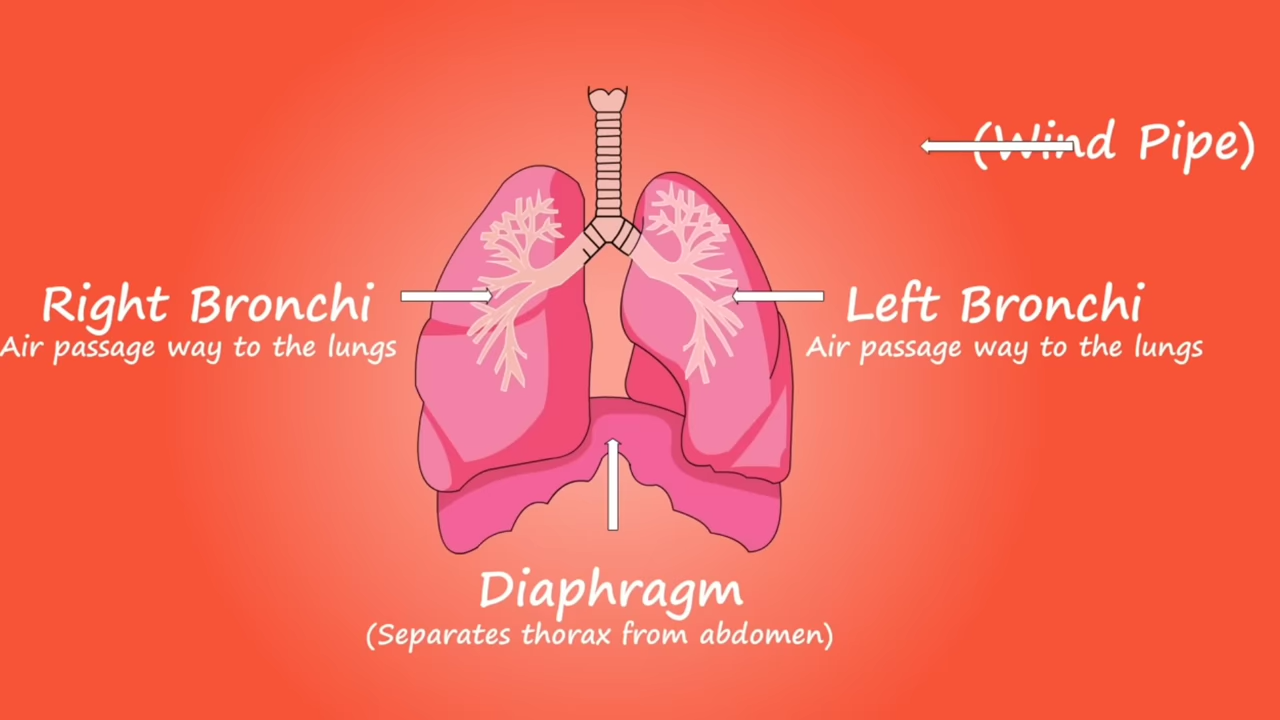 (Wind Pipe)
Right Bronchi
Air passage way to the lungs
Left Bronchi
Air passage way to the lungs
Diaphragm
(Separates thorax from abdomen)